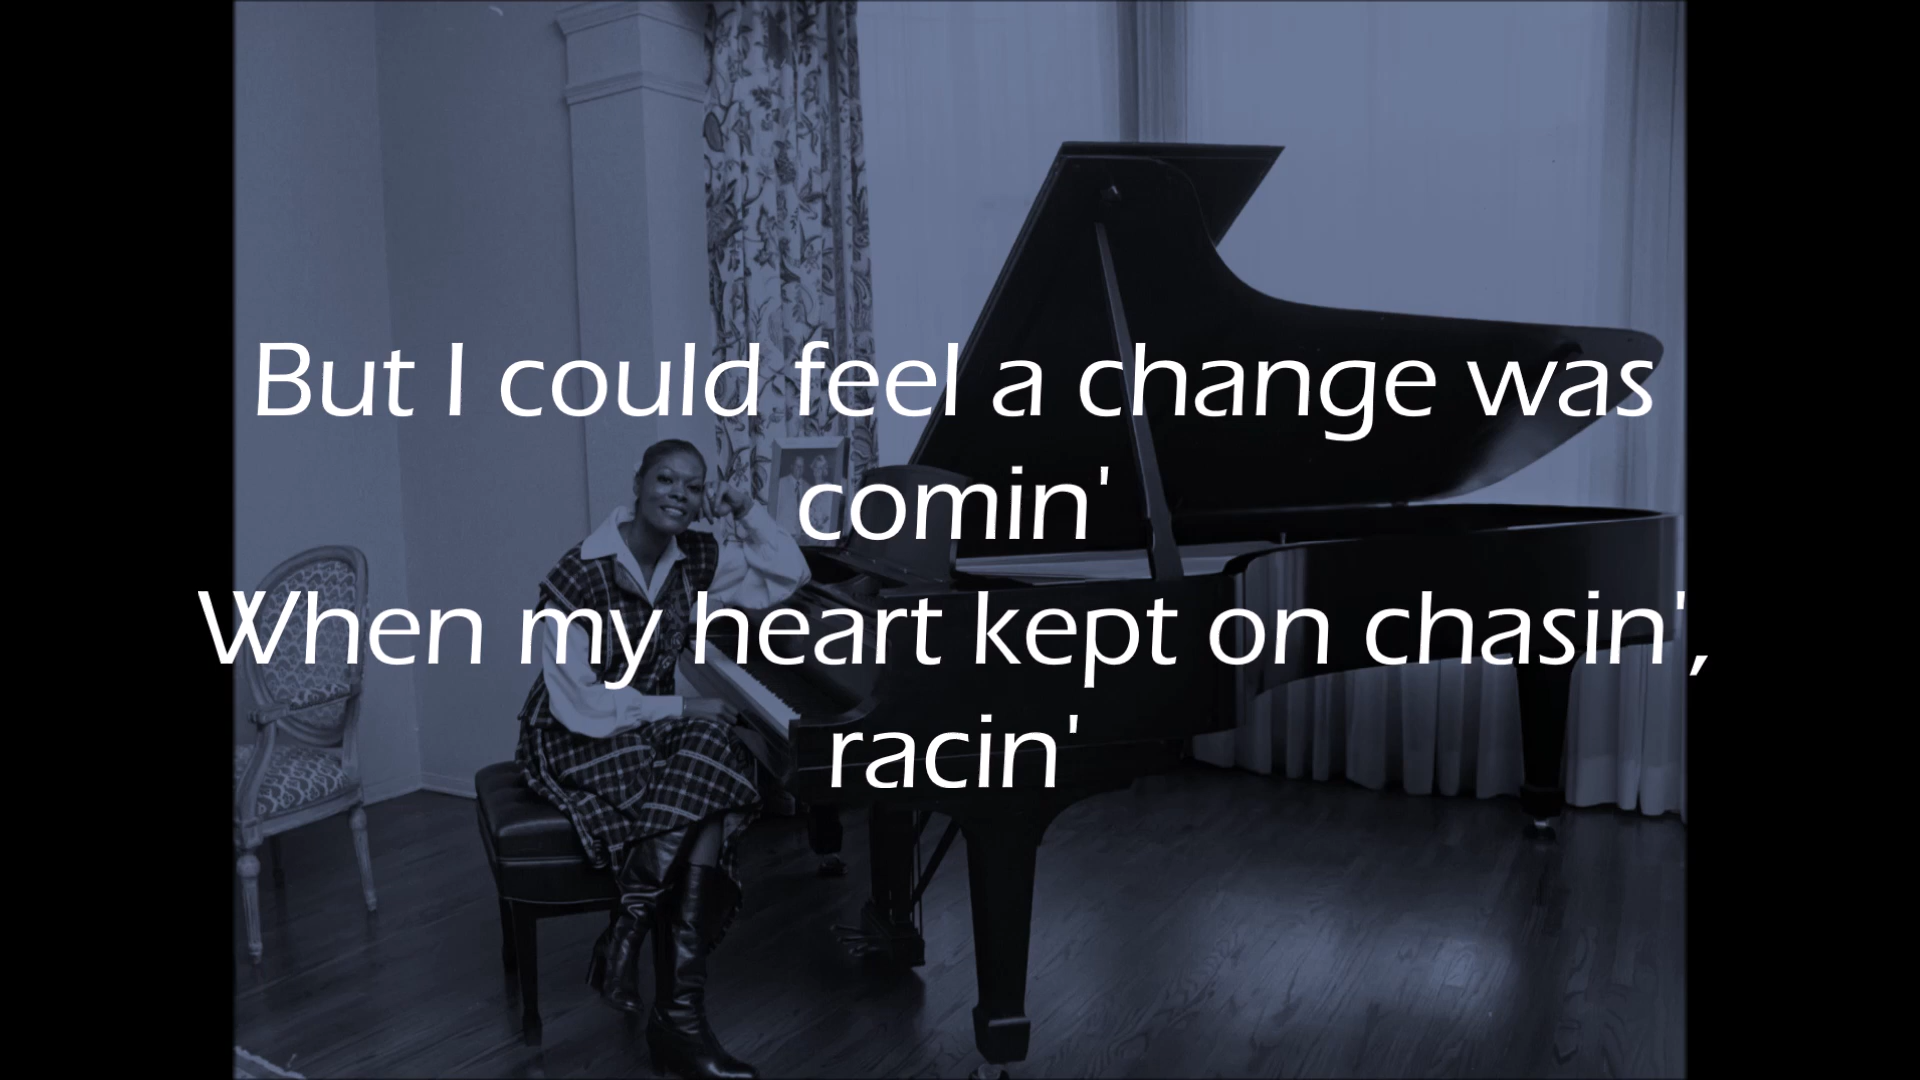 But I could feel a change was
comin'
When my heart kept on chasin',
racin'